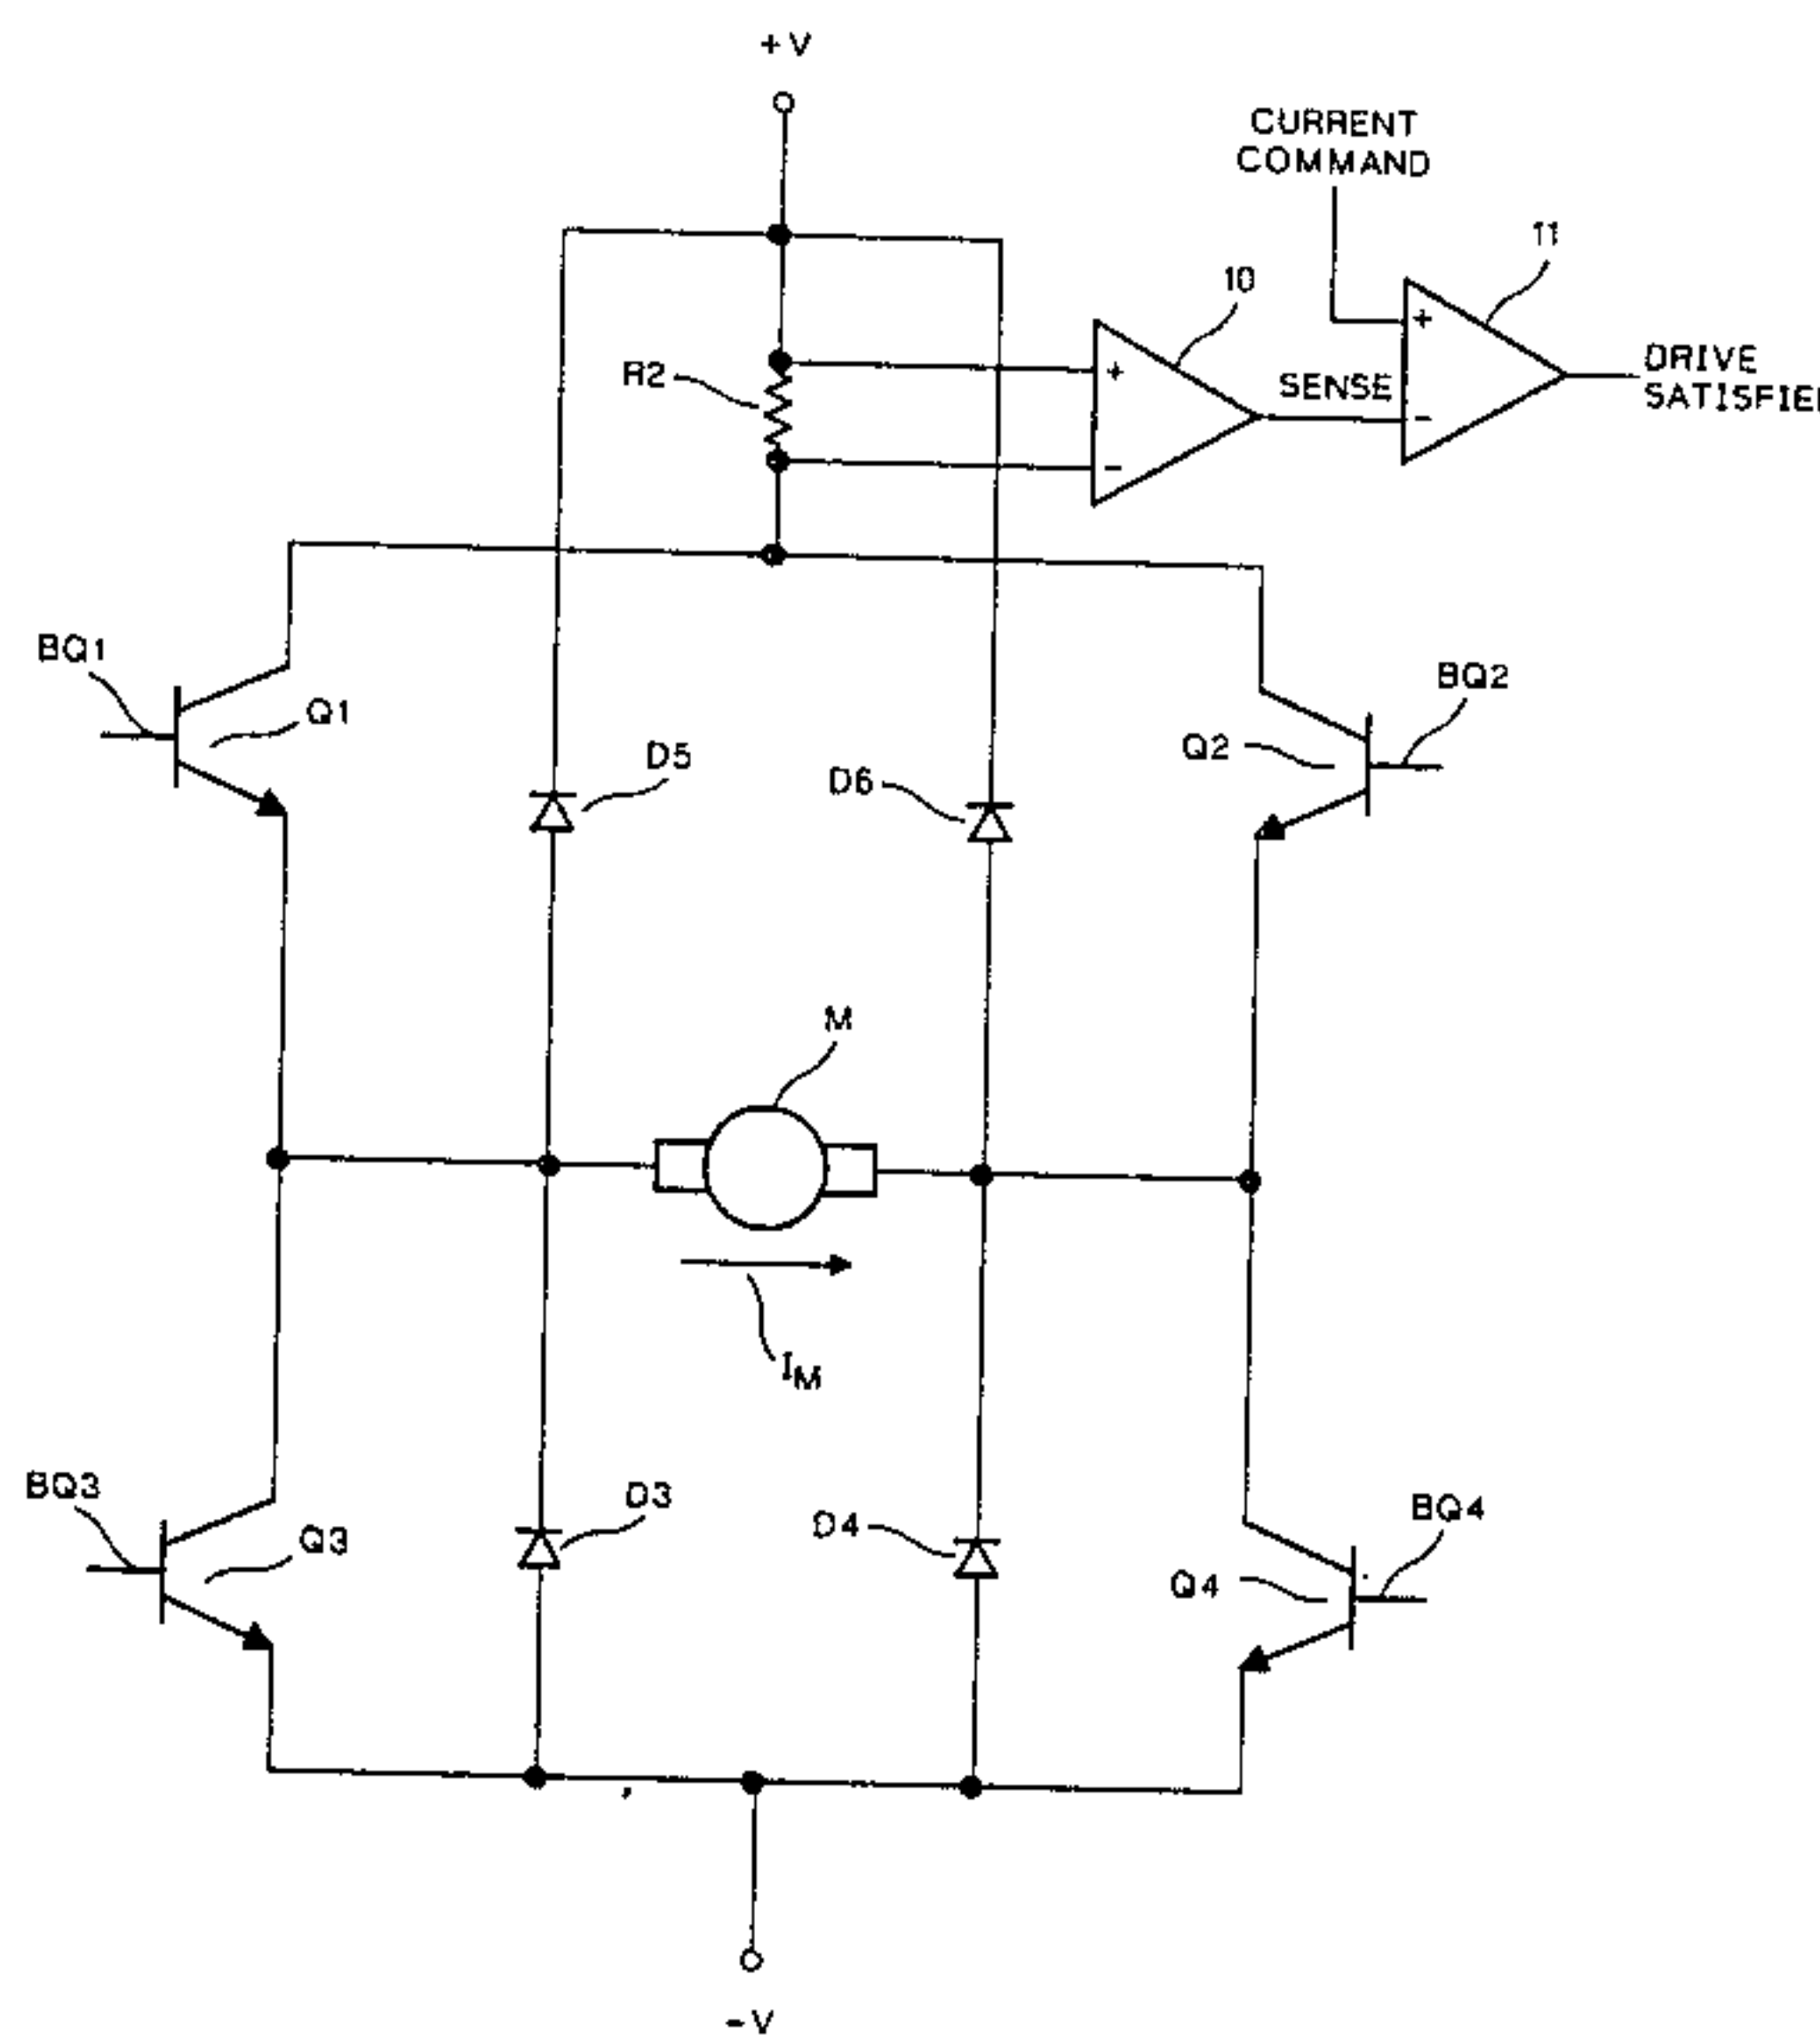 +V
CURRENT
COMMAND
11
10
R2
+
+
SENSE
DRIVE
SATISFIE
-
-
BQ1
Q1
BQ2
Q2
D5
D6
M
IM
BQ3
Q3
D3
D4
BQ4
Q4
-V